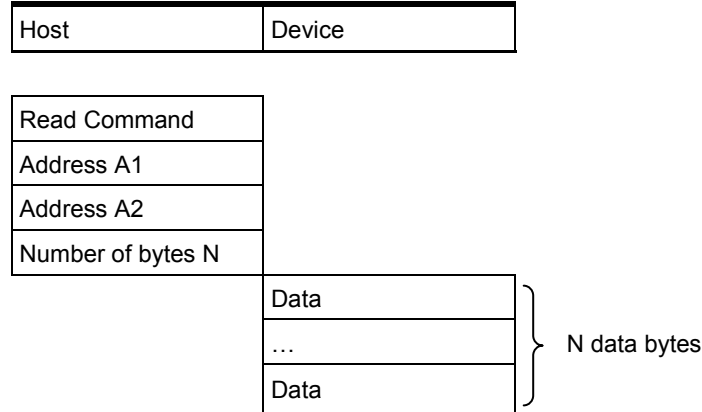 Host Device
Read Command
Address A1
Address A2
Number of bytes N
Data
…
N data bytes
Data